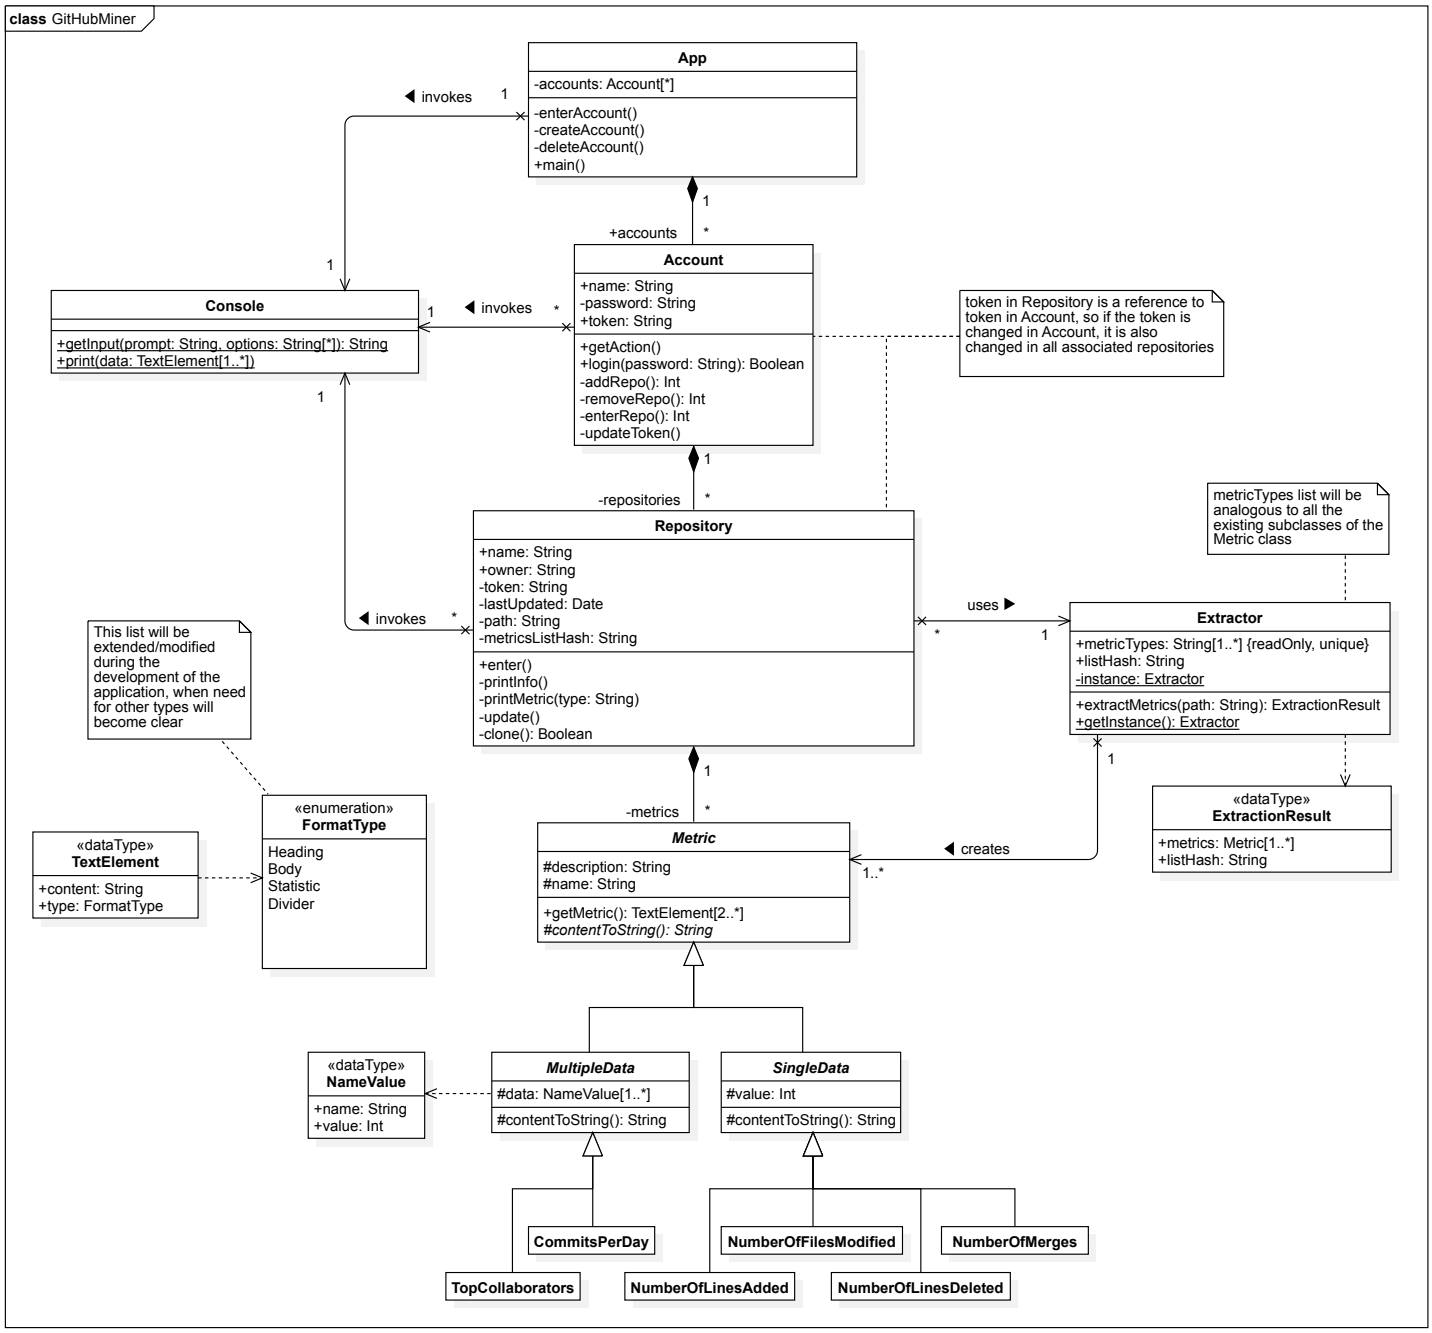 class GitHubMiner
App
-accounts: Account[*]
-enterAccount()
-createAccount()
-deleteAccount()
+main()
◀ invokes
1
1
1
+accounts
*
Account
+name: String
-password: String
+token: String
+getAction()
+login(password: String): Boolean
-addRepo(): Int
-removeRepo(): Int
-enterRepo(): Int
-updateToken()
Console
+getInput(prompt: String, options: String[*]): String
+print(data: TextElement[1..*])
1
◀ invokes
*
1
token in Repository is a reference to
token in Account, so if the token is
changed in Account, it is also
changed in all associated repositories
1
-repositories
*
Repository
+name: String
+owner: String
-token: String
-lastUpdated: Date
-path: String
-metricsListHash: String
+enter()
-printInfo()
-printMetric(type: String)
-update()
-clone(): Boolean
◀ invokes
*
uses ▶
*
1
metricTypes list will be
analogous to all the
existing subclasses of the
Metric class
Extractor
+metricTypes: String[1..*] {readOnly, unique}
+listHash: String
-instance: Extractor
+extractMetrics(path: String): ExtractionResult
+getInstance(): Extractor
1
«dataType»
ExtractionResult
+metrics: Metric[1..*]
+listHash: String
This list will be
extended/modified
during the
development of the
application, when need
for other types will
become clear
«enumeration»
FormatType
Heading
Body
Statistic
Divider
«dataType»
TextElement
+content: String
+type: FormatType
1
-metrics
*
Metric
#description: String
#name: String
+getMetric(): TextElement[2..*]
#contentToString(): String
◀ creates
1..*
«dataType»
NameValue
+name: String
+value: Int
MultipleData
#data: NameValue[1..*]
#contentToString(): String
SingleData
#value: Int
#contentToString(): String
CommitsPerDay
NumberOfFilesModified
NumberOfMerges
TopCollaborators
NumberOfLinesAdded
NumberOfLinesDeleted